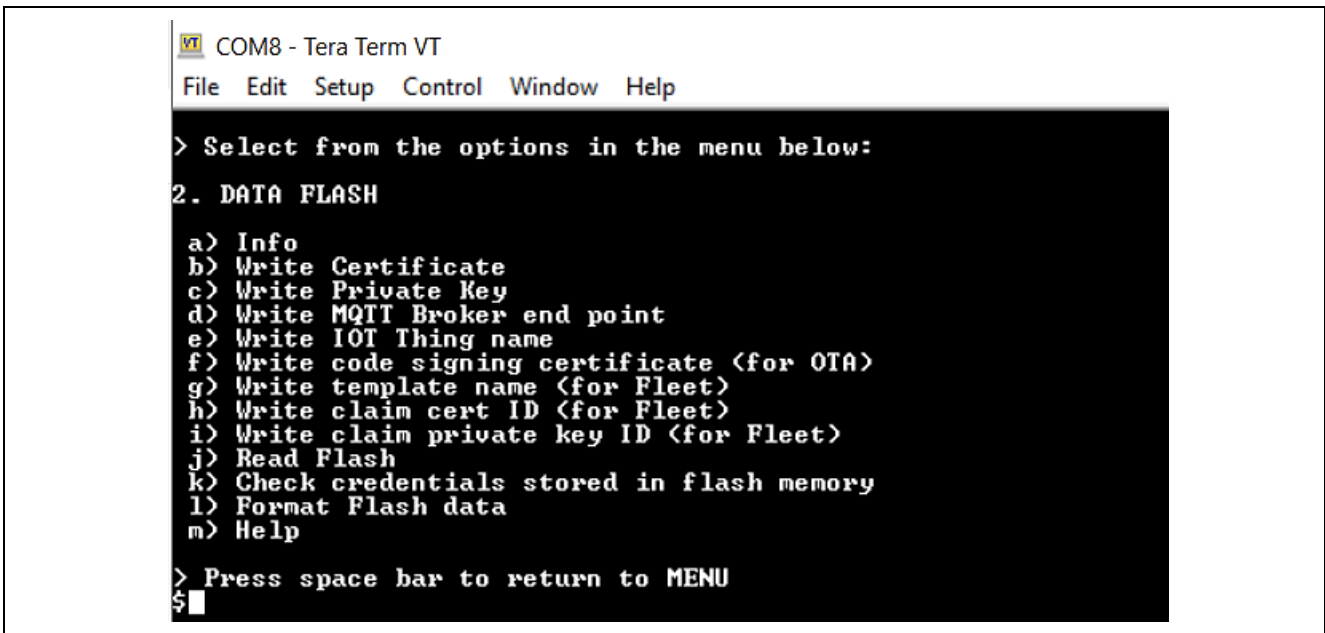 COM8 - Tera Term VT
File Edit Setup Control Window Help
> Select from the options in the menu below:
2. DATA FLASH
a) Info
b) Write Certificate
c) Write Private Key
d) Write MQTT Broker end point
e) Write IOT Thing name
f) Write code signing certificate (for OTA)
g) Write template name (for Fleet)
h) Write claim cert ID (for Fleet)
i) Write claim private key ID (for Fleet)
j) Read Flash
k) Check credentials stored in flash memory
l) Format Flash data
m) Help
> Press space bar to return to MENU
$